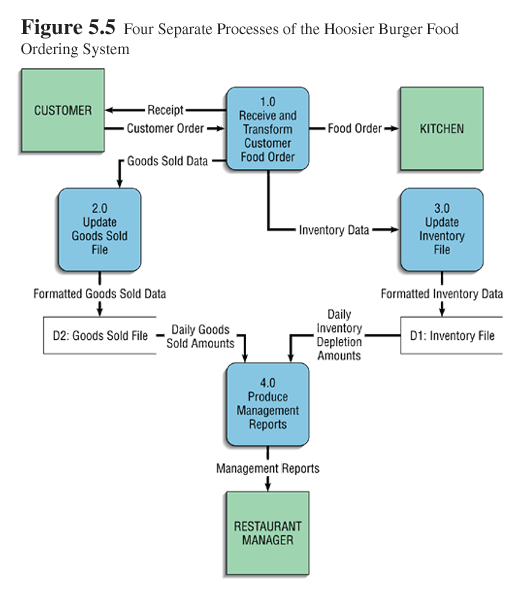 Figure 5.5 Four Separate Processes of the Hoosier Burger Food
Ordering System
CUSTOMER
Receipt
Customer Order
1.0
Receive and
Transform
Customer
Food Order
Food Order
KITCHEN
Goods Sold Data
2.0
Update
Goods Sold
File
Inventory Data
3.0
Update
Inventory
File
Formatted Goods Sold Data
Formatted Inventory Data
D2: Goods Sold File
Daily Goods
Sold Amounts
Daily
Inventory
Depletion
Amounts
D1: Inventory File
4.0
Produce
Management
Reports
Management Reports
RESTAURANT
MANAGER